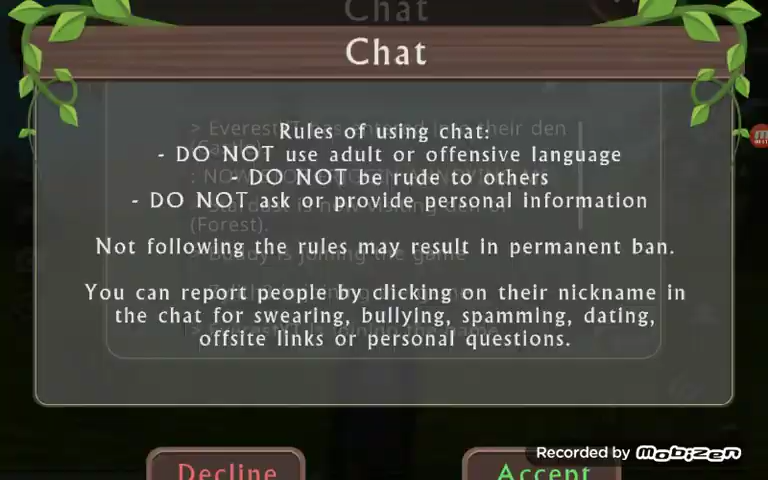 Chat
Chat
Rules of using chat:
- DO NOT use adult or offensive language
- DO NOT be rude to others
- DO NOT ask or provide personal information
Not following the rules may result in permanent ban.
You can report people by clicking on their nickname in
the chat for swearing, bullying, spamming, dating,
offsite links or personal questions.
(Forest).
Decline
Accept
Recorded by mobizen